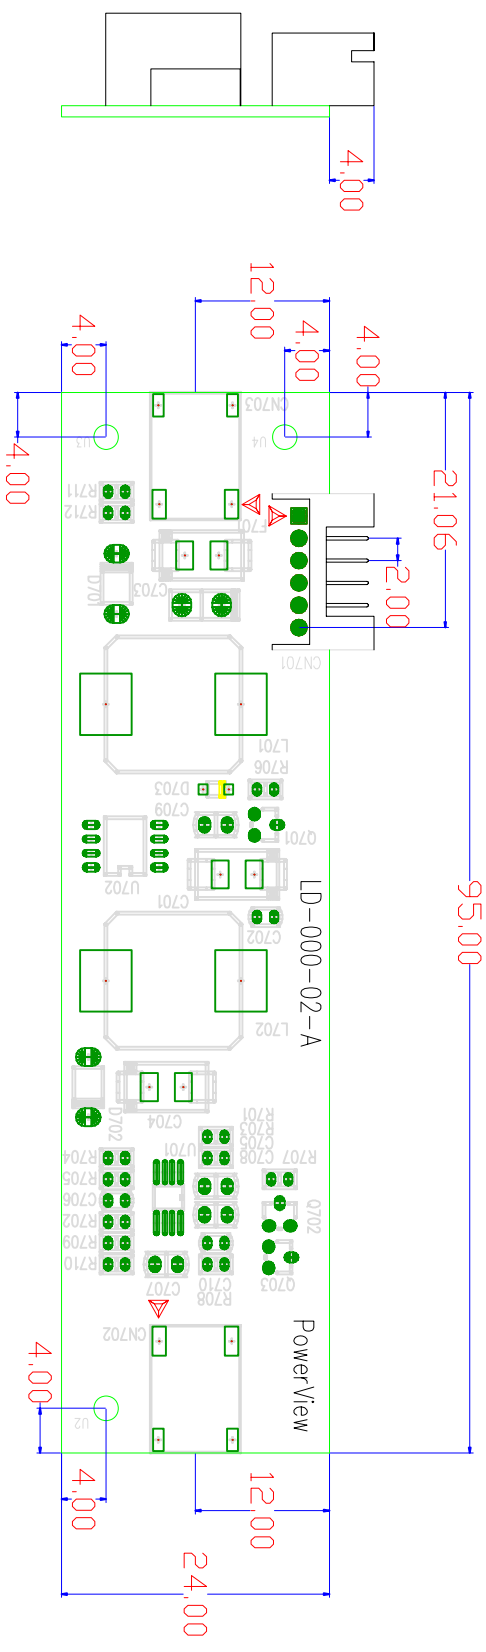 4,00
12,00
4,00
4,00
4,00
4,00
CN703
U3
U4
R711
R712
F701
21.06
2,00
D701
C703
CN701
L701
D703
R706
C709
Q701
U702
C701
LD-000-02-A
C702
95,00
L702
C704
D702
U701
R701
R703
C705
C708
R707
R704
R705
C706
R702
R709
R710
Q702
Q703
C707
C710
R708
CN702
PowerView
4,00
U2
4,00
12,00
24,00